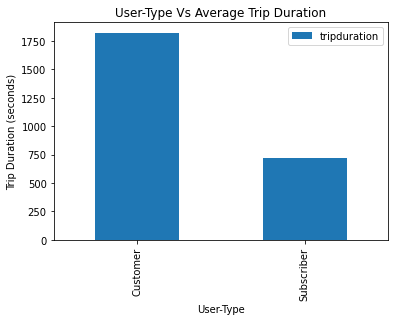 User-Type Vs Average Trip Duration
tripduration
Trip Duration (seconds)
1750
1500
1250
1000
750
500
250
0
Customer
Subscriber
User-Type